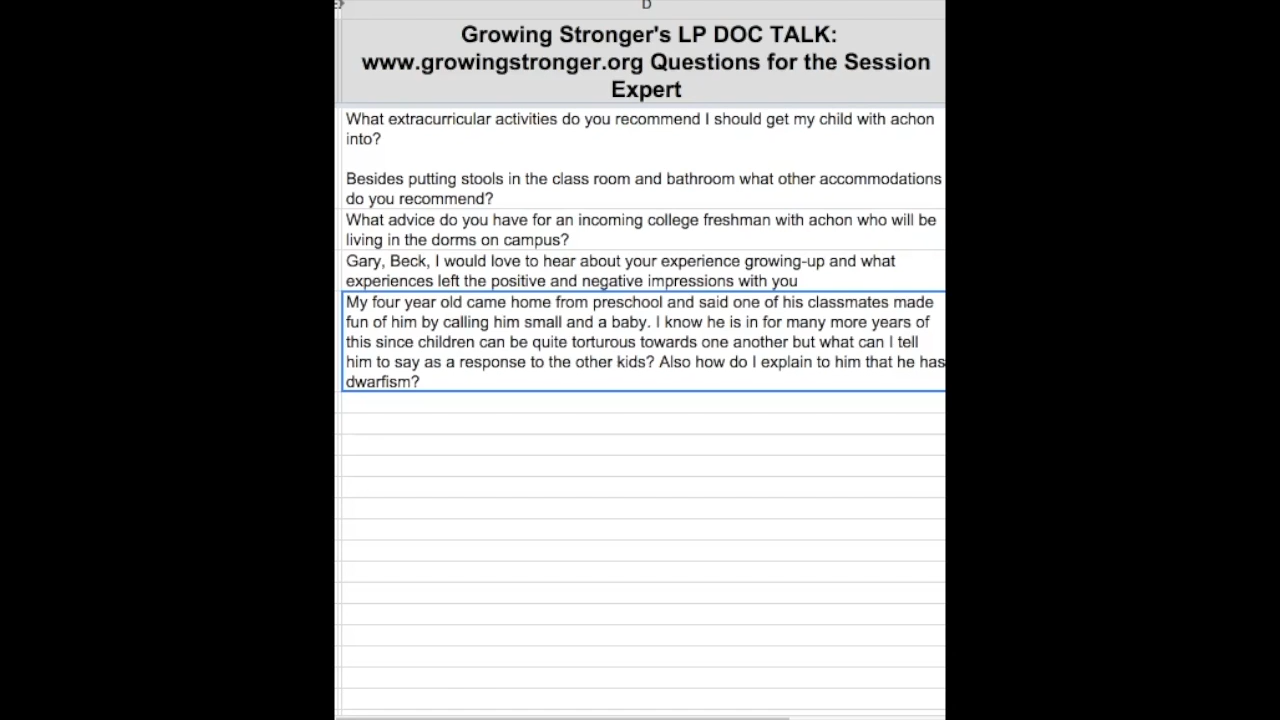 D
Growing Stronger's LP DOC TALK:
www.growingstronger.org Questions for the Session
Expert
What extracurricular activities do you recommend I should get my child with achon
into?
Besides putting stools in the class room and bathroom what other accommodations
do you recommend?
What advice do you have for an incoming college freshman with achon who will be
living in the dorms on campus?
Gary, Beck, I would love to hear about your experience growing-up and what
experiences left the positive and negative impressions with you
My four year old came home from preschool and said one of his classmates made
fun of him by calling him small and a baby. I know he is in for many more years of
this since children can be quite torturous towards one another but what can I tell
him to say as a response to the other kids? Also how do I explain to him that he has
dwarfism?